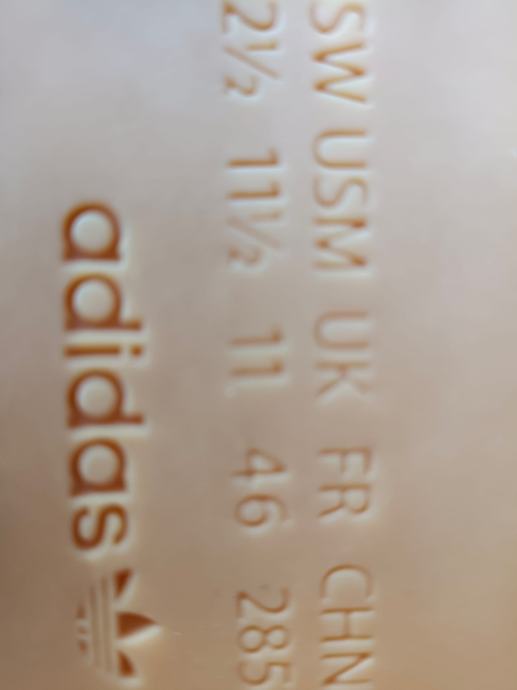 SW USM UK FR CHN
2½ 11½ 11 46 285
adidas